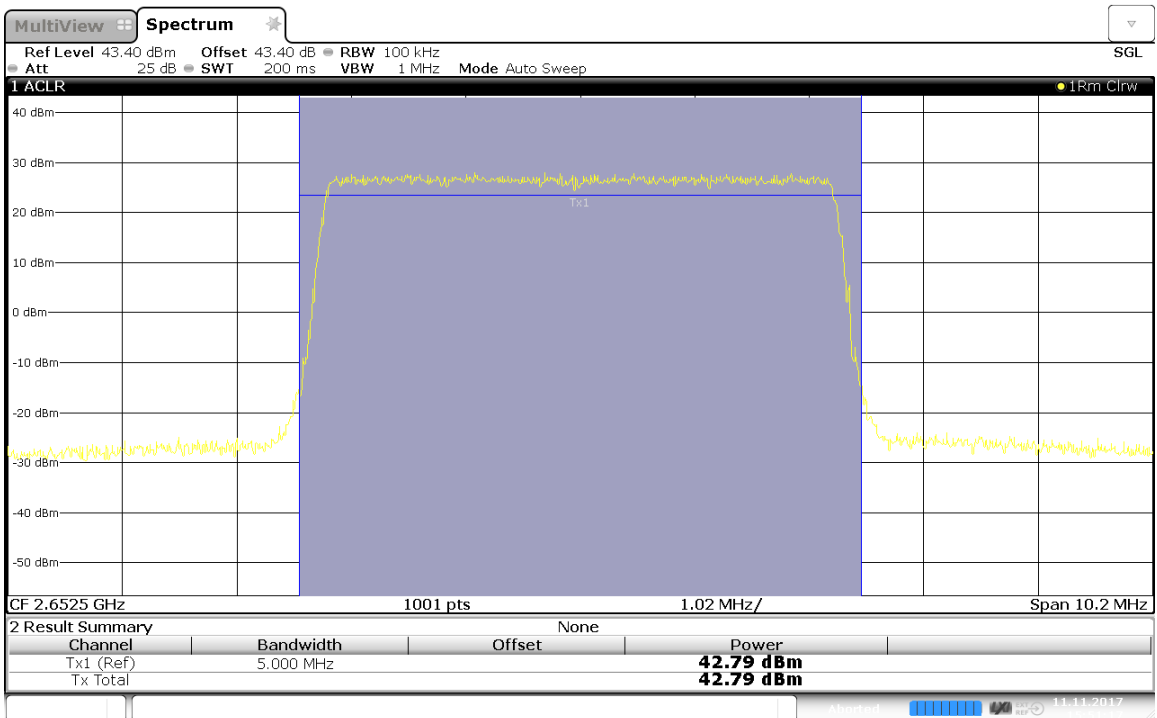 MultiView Spectrum
Ref Level 43.40 dBm Offset 43.40 dB RBW 100 kHz SGL
Att 25 dB SWT 200 ms VBW 1 MHz Mode Auto Sweep
1 ACLR 1Rm Clrw
40 dBm
30 dBm
Tx1
20 dBm
10 dBm
0 dBm
-10 dBm
-20 dBm
-30 dBm
-40 dBm
-50 dBm
CF 2.6525 GHz 1001 pts 1.02 MHz/ Span 10.2 MHz
2 Result Summary None
Channel Bandwidth Offset Power
Tx1 (Ref) 5.000 MHz 42.79 dBm
Tx Total 42.79 dBm
Aborted 11.11.2017